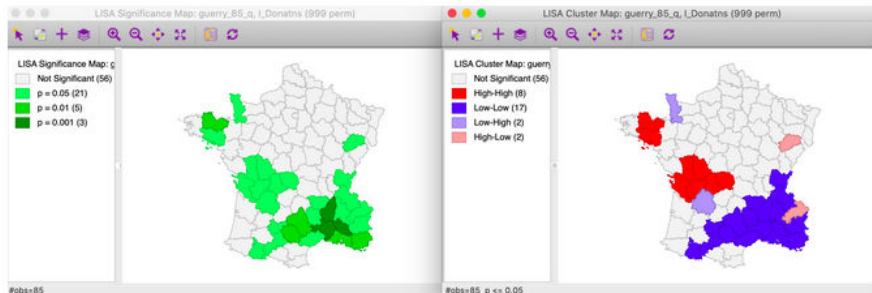 LISA Significance Map: guerry_85_q, I_Donatns (999 perm)
LISA Significance Map: g
Not Significant (56)
p = 0.05 (21)
p = 0.01 (5)
p = 0.001 (3)
#obs=85
LISA Cluster Map: guerry_85_q, I_Donatns (999 perm)
LISA Cluster Map: guerry
Not Significant (56)
High-High (8)
Low-Low (17)
Low-High (2)
High-Low (2)
#obs=85 p <= 0.05